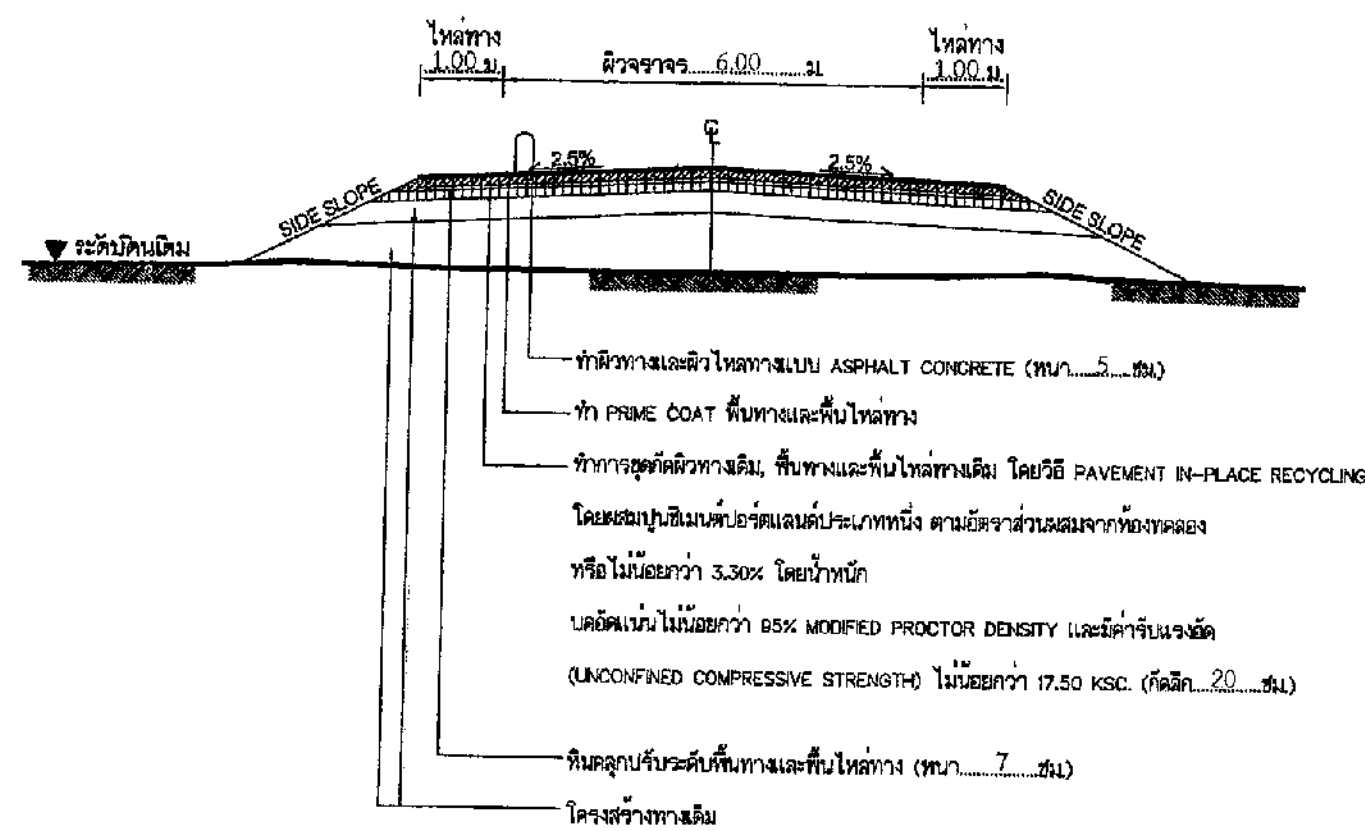 ไหล่ทาง
1.00 ม.
ผิวจราจร 6.00 ม.
ไหล่ทาง
1.00 ม.
C
L
2.5%
2.5%
SIDE SLOPE
SIDE SLOPE
ระดับดินเดิม
ทำผิวทางและผิวไหล่ทางแบบ ASPHALT CONCRETE (หนา 5 ซม.)
ทำ PRIME COAT พื้นทางและพื้นไหล่ทาง
ทำการขุดกัดผิวทางเดิม, พื้นทางและพื้นไหล่ทางเดิม โดยวิธี PAVEMENT IN-PLACE RECYCLING
โดยผสมปูนซีเมนต์ปอร์ตแลนด์ประเภทหนึ่ง ตามอัตราส่วนผสมจากห้องทดลอง
หรือไม่น้อยกว่า 3.30% โดยน้ำหนัก
บดอัดแน่นไม่น้อยกว่า 95% MODIFIED PROCTOR DENSITY และมีค่ารับแรงอัด
(UNCONFINED COMPRESSIVE STRENGTH) ไม่น้อยกว่า 17.50 KSC. (กัดลึก 20 ซม.)
หินคลุกปรับระดับพื้นทางและพื้นไหล่ทาง (หนา 7 ซม.)
โครงสร้างทางเดิม